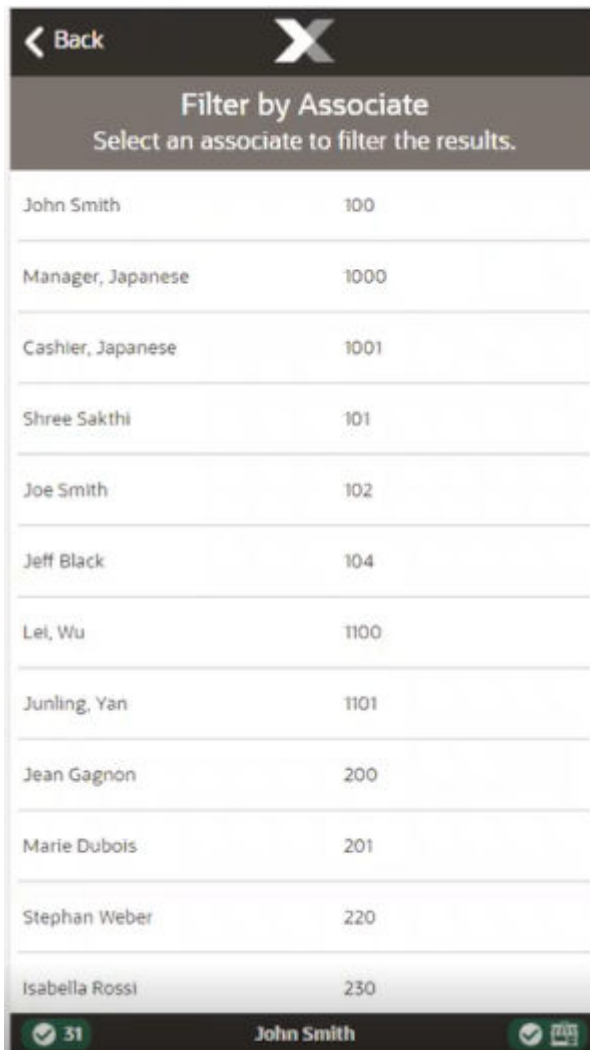 Back
Filter by Associate
Select an associate to filter the results.
John Smith 100
Manager, Japanese 1000
Cashier, Japanese 1001
Shree Sakthi 101
Joe Smith 102
Jeff Black 104
Lei, Wu 1100
Junling, Yan 1101
Jean Gagnon 200
Marie Dubois 201
Stephan Weber 220
Isabella Rossi 230
31 John Smith